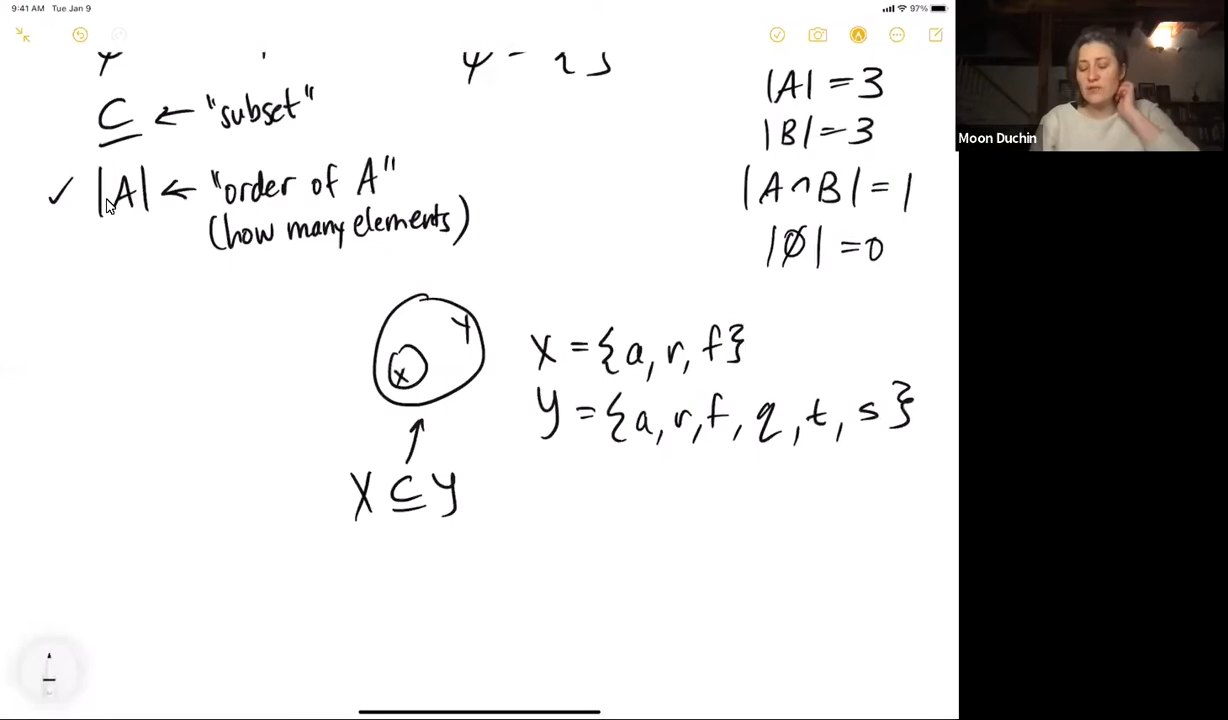 9:41 AM Tue Jan 9
97%
⊆ ← "subset"
✓ |A| ← "order of A"
(how many elements)
|A| = 3
|B| = 3
|A ∩ B| = 1
|∅| = 0
Y
X
X = {a, r, f}
Y = {a, r, f, q, t, s}
X ⊆ Y
Moon Duchin